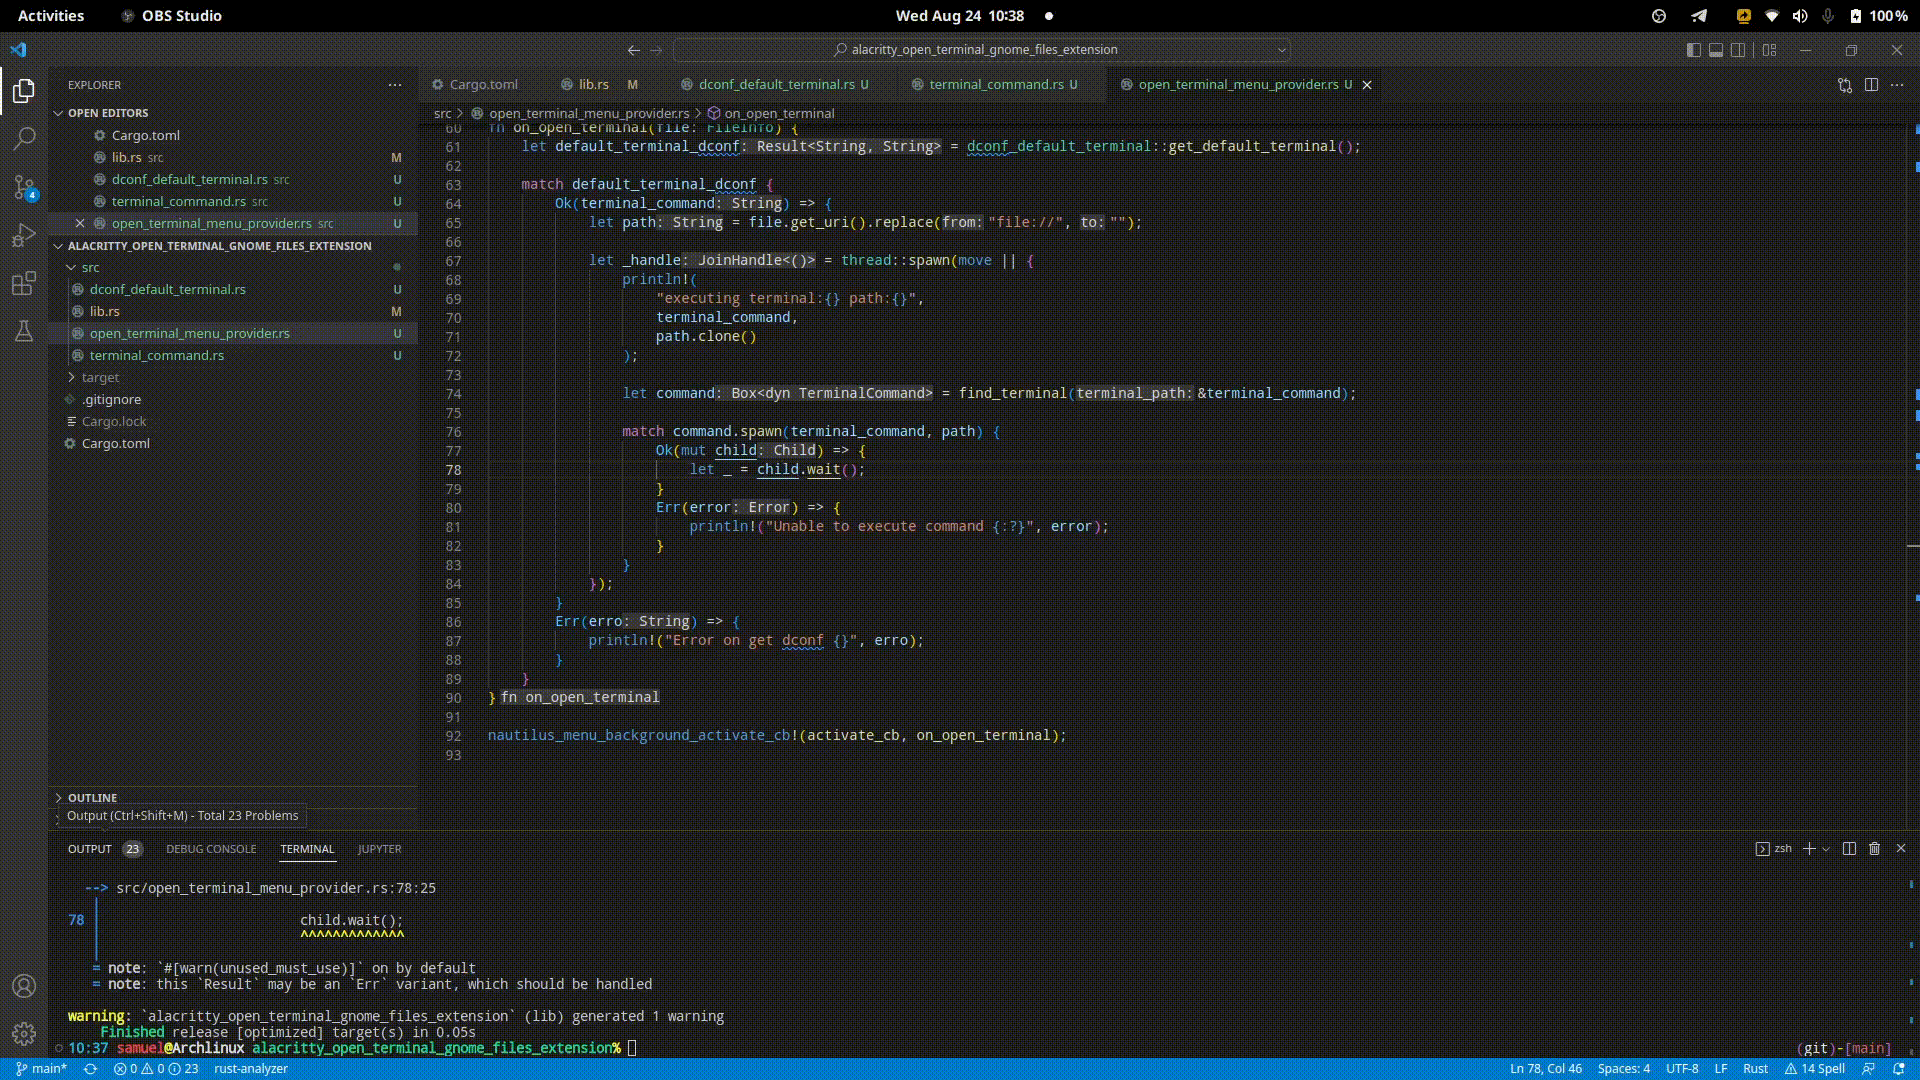 Activities OBS Studio Wed Aug 24 10:38 100 %
alacritty_open_terminal_gnome_files_extension
EXPLORER
OPEN EDITORS
Cargo.toml
lib.rs src M
dconf_default_terminal.rs src U
terminal_command.rs src U
open_terminal_menu_provider.rs src U
ALACRITTY_OPEN_TERMINAL_GNOME_FILES_EXTENSION
src
dconf_default_terminal.rs U
lib.rs M
open_terminal_menu_provider.rs U
terminal_command.rs U
target
.gitignore
Cargo.lock
Cargo.toml
OUTLINE
Output (Ctrl+Shift+M) - Total 23 Problems
4
Cargo.toml lib.rs M dconf_default_terminal.rs U terminal_command.rs U open_terminal_menu_provider.rs U
src > open_terminal_menu_provider.rs > on_open_terminal
60 fn on_open_terminal(file: FileInfo) {
61 let default_terminal_dconf: Result<String, String> = dconf_default_terminal::get_default_terminal();
62
63 match default_terminal_dconf {
64 Ok(terminal_command: String) => {
65 let path: String = file.get_uri().replace(from: "file://", to: "");
66
67 let _handle: JoinHandle<()> = thread::spawn(move || {
68 println!(
69 "executing terminal:{} path:{}",
70 terminal_command,
71 path.clone()
72 );
73
74 let command: Box<dyn TerminalCommand> = find_terminal(terminal_path: &terminal_command);
75
76 match command.spawn(terminal_command, path) {
77 Ok(mut child: Child) => {
78 let _ = child.wait();
79 }
80 Err(error: Error) => {
81 println!("Unable to execute command {:?}", error);
82 }
83 }
84 });
85 }
86 Err(erro: String) => {
87 println!("Error on get dconf {}", erro);
88 }
89 }
90 } fn on_open_terminal
91
92 nautilus_menu_background_activate_cb!(activate_cb, on_open_terminal);
93
OUTPUT 23 DEBUG CONSOLE TERMINAL JUPYTER zsh
--> src/open_terminal_menu_provider.rs:78:25
|
78 | child.wait();
| ^^^^^^^^^^^^^
|
= note: `#[warn(unused_must_use)]` on by default
= note: this `Result` may be an `Err` variant, which should be handled
warning: `alacritty_open_terminal_gnome_files_extension` (lib) generated 1 warning
Finished release [optimized] target(s) in 0.05s
10:37 samuel@Archlinux alacritty_open_terminal_gnome_files_extension% (git)-[main]
main* 0 0 23 rust-analyzer Ln 78, Col 46 Spaces: 4 UTF-8 LF Rust 14 Spell